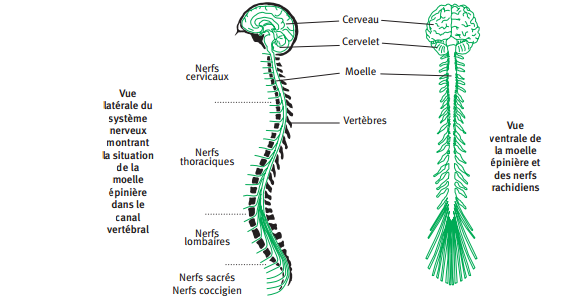 Vue
latérale du
système
nerveux
montrant
la situation
de la
moelle
épinière
dans le
canal
vertébral
Nerfs
cervicaux
Nerfs
thoraciques
Nerfs
lombaires
Nerfs sacrés
Nerfs coccigien
Cerveau
Cervelet
Moelle
Vertèbres
Vue
ventrale de
la moelle
épinière et
des nerfs
rachidiens